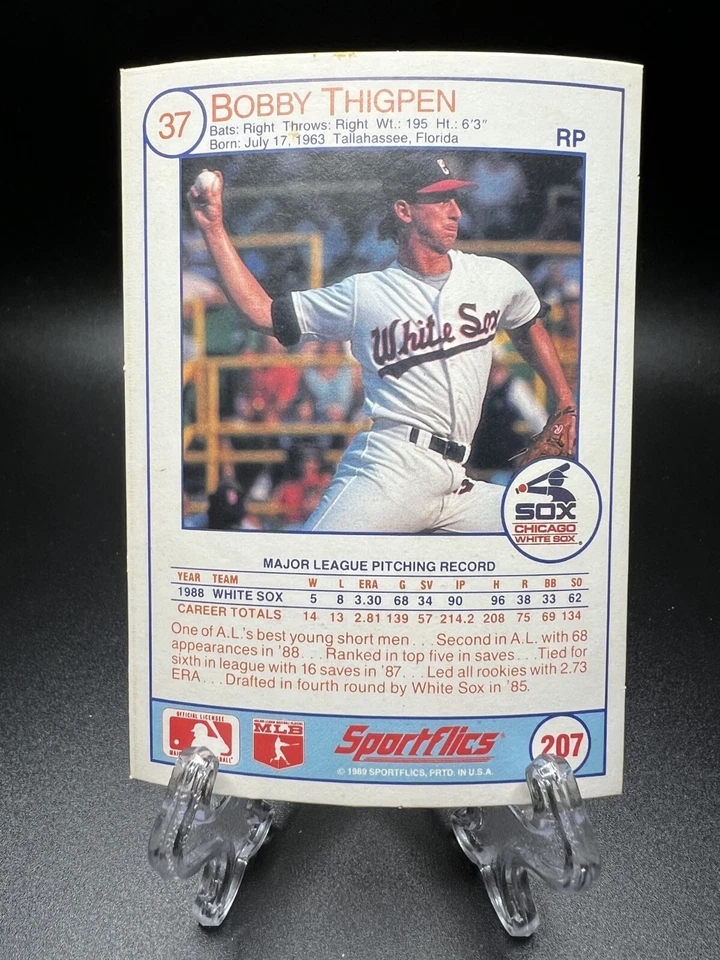 37
BOBBY THIGPEN
Bats: Right Throws: Right Wt.: 195 Ht.: 6'3"
Born: July 17, 1963 Tallahassee, Florida
RP
White Sox
SOX
CHICAGO
WHITE SOX
MAJOR LEAGUE PITCHING RECORD
YEAR TEAM W L ERA G SV IP H R BB SO
1988 WHITE SOX 5 8 3.30 68 34 90 96 38 33 62
CAREER TOTALS 14 13 2.81 139 57 214.2 208 75 69 134
One of A.L.'s best young short men...Second in A.L. with 68
appearances in '88...Ranked in top five in saves...Tied for
sixth in league with 16 saves in '87...Led all rookies with 2.73
ERA...Drafted in fourth round by White Sox in '85.
OFFICIAL LICENSEE
MLB
Sportflics
© 1989 SPORTFLICS, PRTD. IN U.S.A.
207